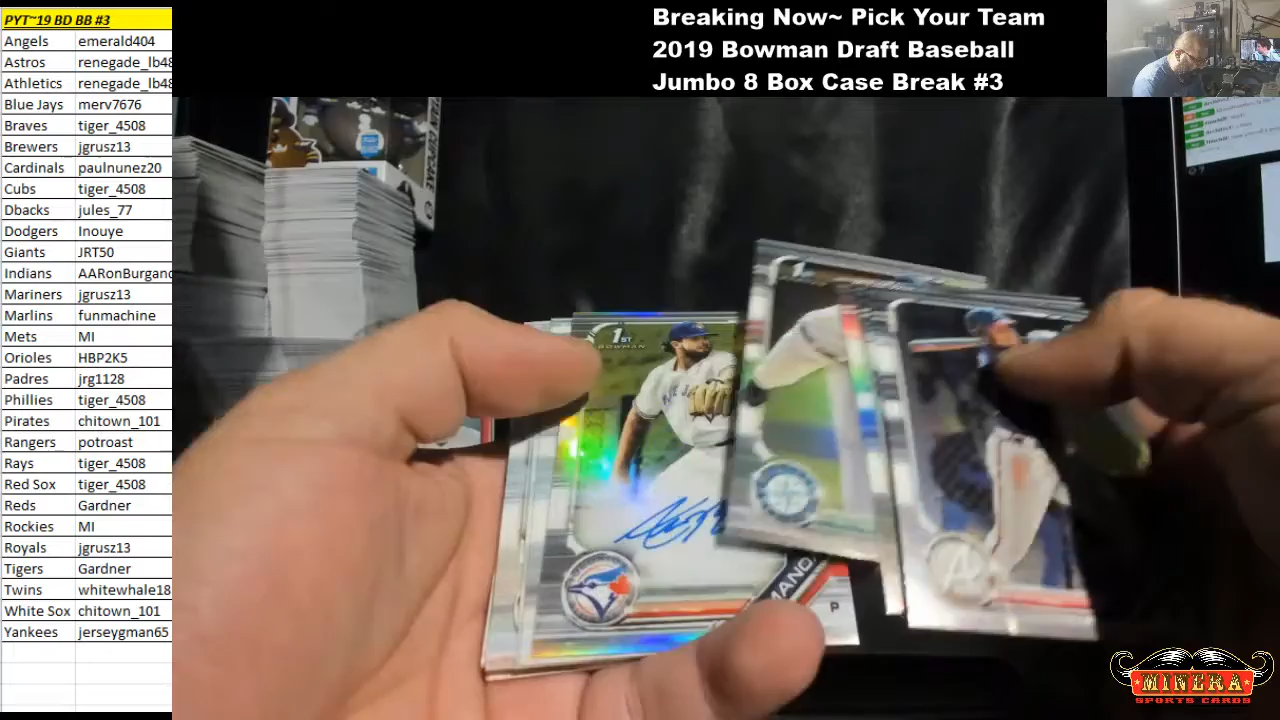 PYT~19 BD BB #3
Angels emerald404
Astros renegade_lb48
Athletics renegade_lb48
Blue Jays merv7676
Braves tiger_4508
Brewers jgrusz13
Cardinals paulnunez20
Cubs tiger_4508
Dbacks jules_77
Dodgers Inouye
Giants JRT50
Indians AARonBurgand
Mariners jgrusz13
Marlins funmachine
Mets MI
Orioles HBP2K5
Padres jrg1128
Phillies tiger_4508
Pirates chitown_101
Rangers potroast
Rays tiger_4508
Red Sox tiger_4508
Reds Gardner
Rockies MI
Royals jgrusz13
Tigers Gardner
Twins whitewhale18
White Sox chitown_101
Yankees jerseygman65
Breaking Now~ Pick Your Team
2019 Bowman Draft Baseball
Jumbo 8 Box Case Break #3
1ST
BOWMAN
P
MINERA
SPORTS CARDS